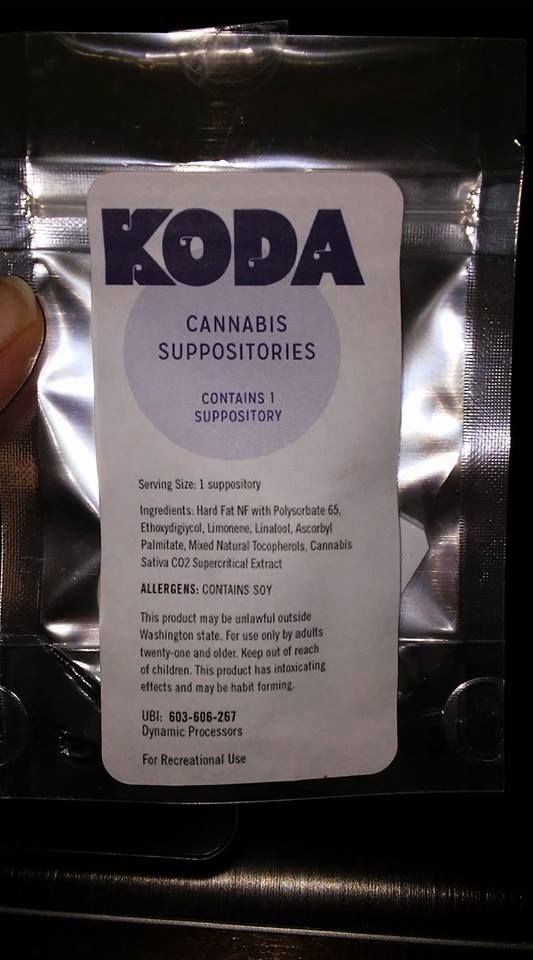 KODA
CANNABIS
SUPPOSITORIES
CONTAINS 1
SUPPOSITORY
Serving Size: 1 suppository
Ingredients: Hard Fat NF with Polysorbate 65,
Ethoxydigiycol, Limonene, Linalool, Ascorbyl
Palmitate, Mixed Natural Tocopherols, Cannabis
Sativa CO2 Supercritical Extract
ALLERGENS: CONTAINS SOY
This product may be unlawful outside
Washington state. For use only by adults
twenty-one and older. Keep out of reach
of children. This product has intoxicating
effects and may be habit forming.
UBI: 603-606-267
Dynamic Processors
For Recreational Use